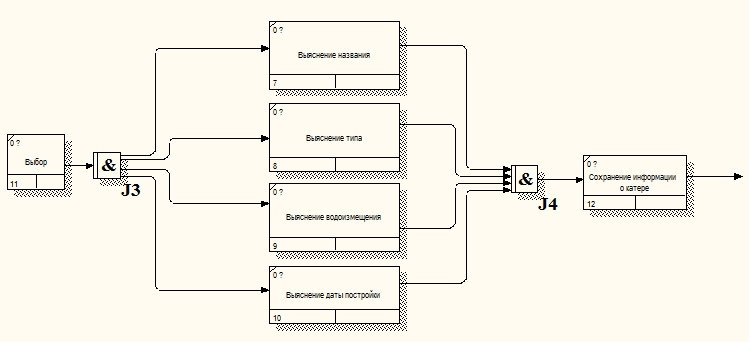 0 ?
Выбор
11
&
J3
0 ?
Выяснение названия
7
0 ?
Выяснение типа
8
0 ?
Выяснение водоизмещения
9
0 ?
Выяснение даты постройки
10
&
J4
0 ?
Сохранение информации
о катере
12